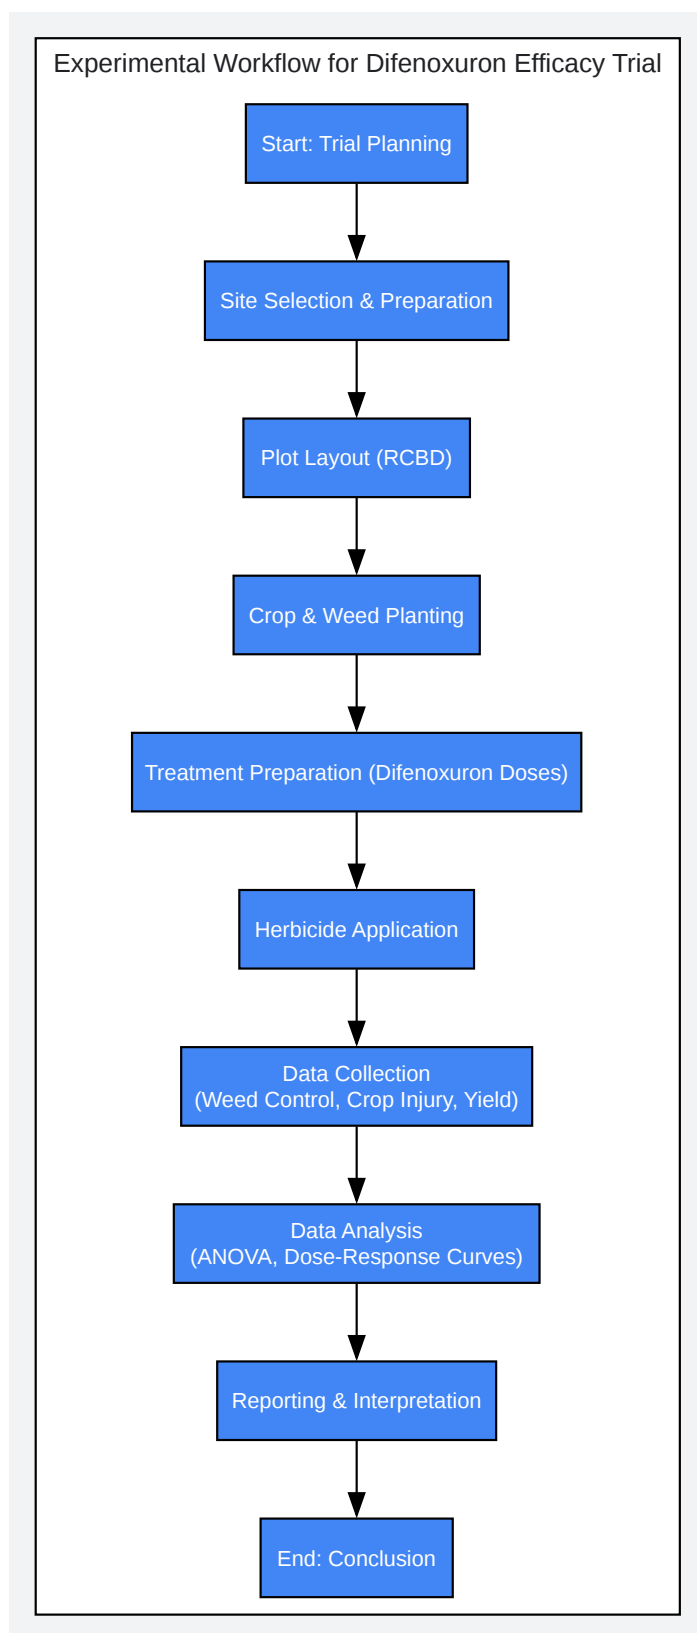 Experimental Workflow for Difenoxuron Efficacy Trial
Start: Trial Planning
Site Selection & Preparation
Plot Layout (RCBD)
Crop & Weed Planting
Treatment Preparation (Difenoxuron Doses)
Herbicide Application
Data Collection
(Weed Control, Crop Injury, Yield)
Data Analysis
(ANOVA, Dose-Response Curves)
Reporting & Interpretation
End: Conclusion